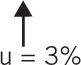 u = 3%